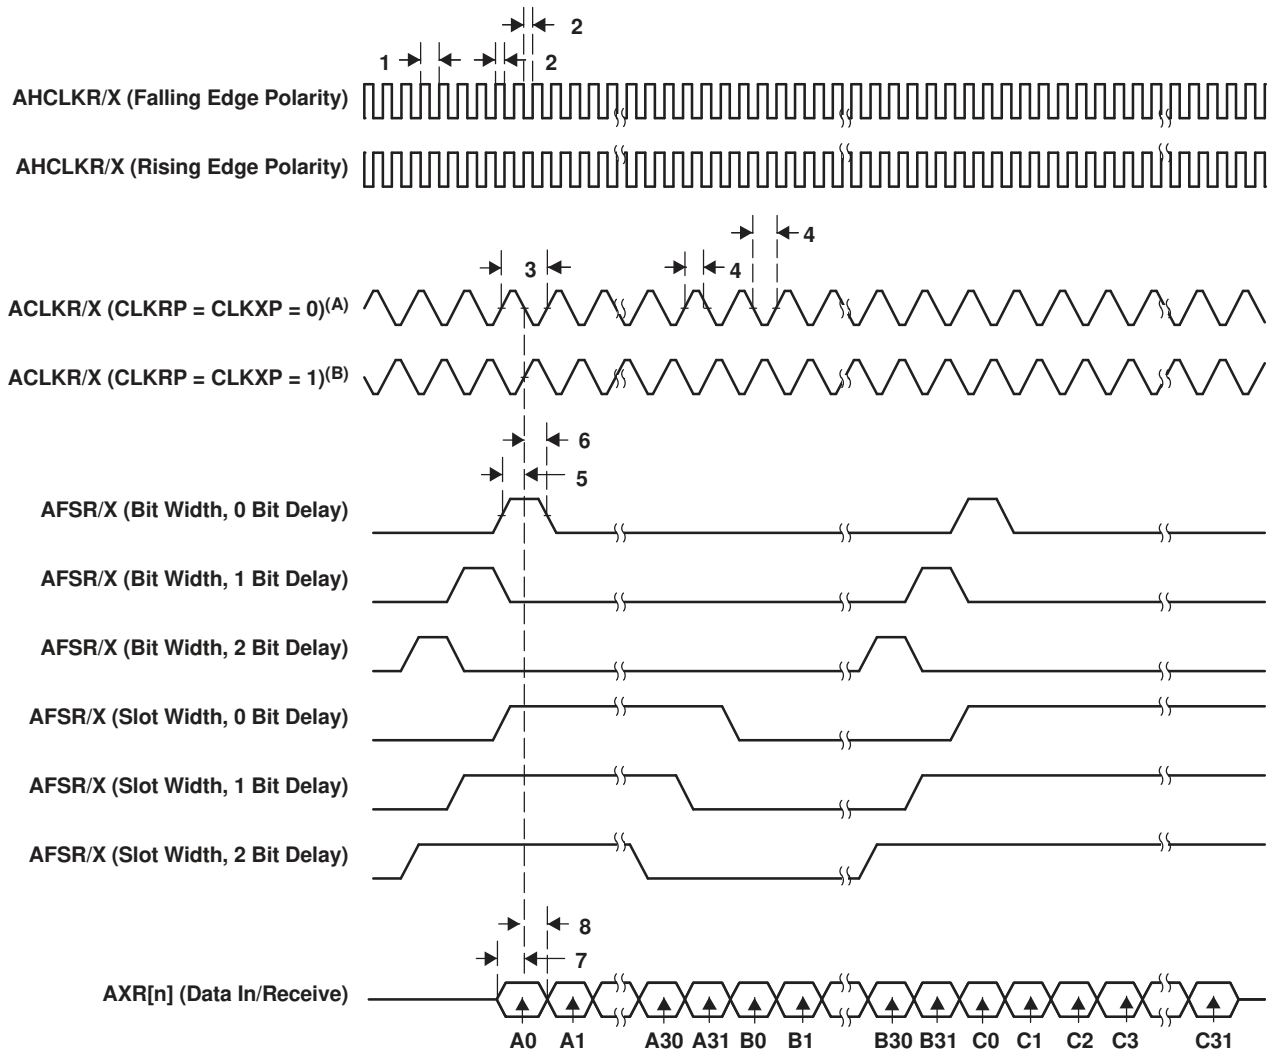 2
1 2
AHCLKR/X (Falling Edge Polarity)
AHCLKR/X (Rising Edge Polarity)
4
3 4
ACLKR/X (CLKRP = CLKXP = 0)(A)
ACLKR/X (CLKRP = CLKXP = 1)(B)
6
5
AFSR/X (Bit Width, 0 Bit Delay)
AFSR/X (Bit Width, 1 Bit Delay)
AFSR/X (Bit Width, 2 Bit Delay)
AFSR/X (Slot Width, 0 Bit Delay)
AFSR/X (Slot Width, 1 Bit Delay)
AFSR/X (Slot Width, 2 Bit Delay)
8
7
AXR[n] (Data In/Receive)
A0 A1 A30 A31 B0 B1 B30 B31 C0 C1 C2 C3 C31